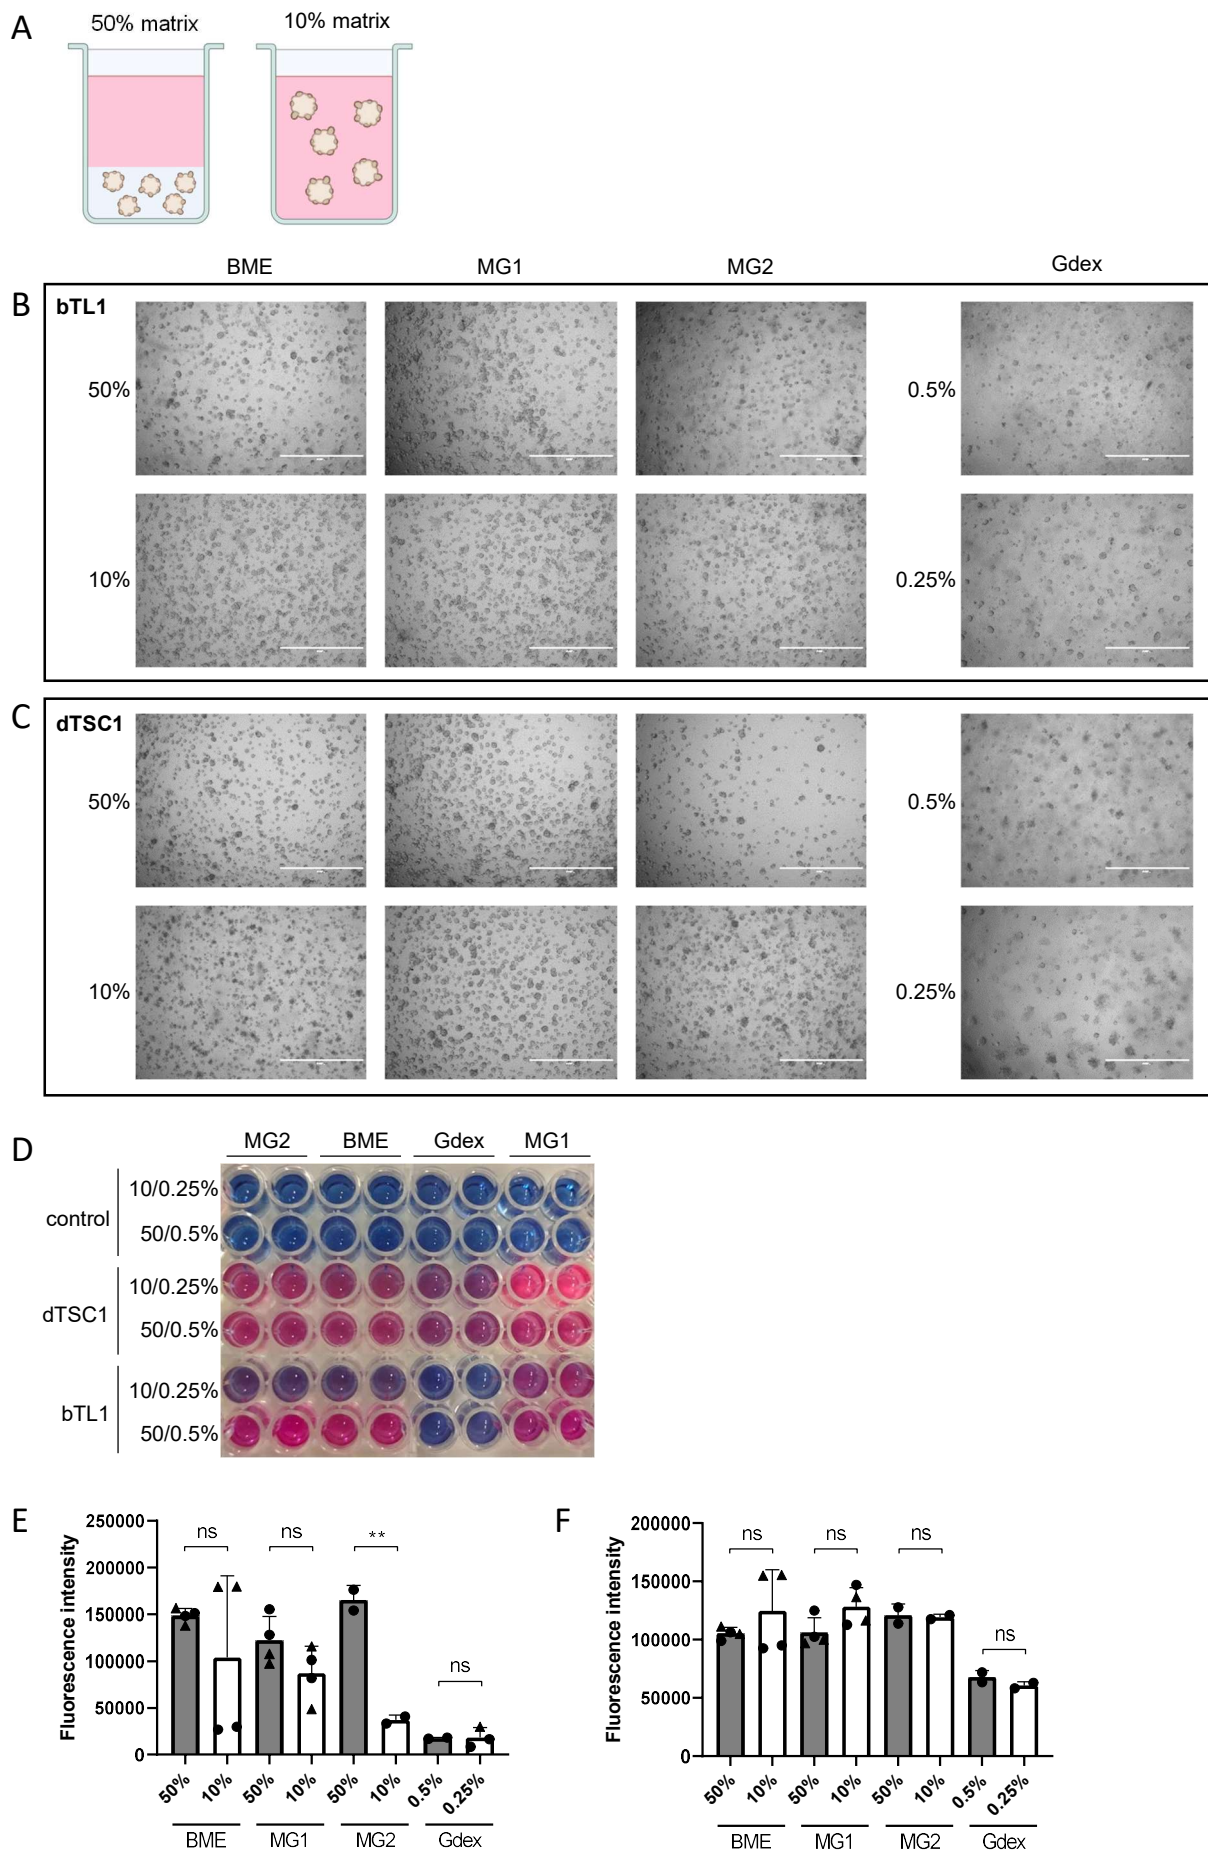 A
50% matrix
10% matrix
BME
MG1
MG2
Gdex
B
bTL1
50%
0.5%
10%
0.25%
C
dTSC1
50%
0.5%
10%
0.25%
D
MG2
BME
Gdex
MG1
control
10/0.25%
50/0.5%
dTSC1
10/0.25%
50/0.5%
bTL1
10/0.25%
50/0.5%
E
Fluorescence intensity
250000
200000
150000
100000
50000
0
ns
ns
**
ns
50%
10%
50%
10%
50%
10%
0.5%
0.25%
BME
MG1
MG2
Gdex
F
Fluorescence intensity
200000
150000
100000
50000
0
ns
ns
ns
ns
50%
10%
50%
10%
50%
10%
0.5%
0.25%
BME
MG1
MG2
Gdex